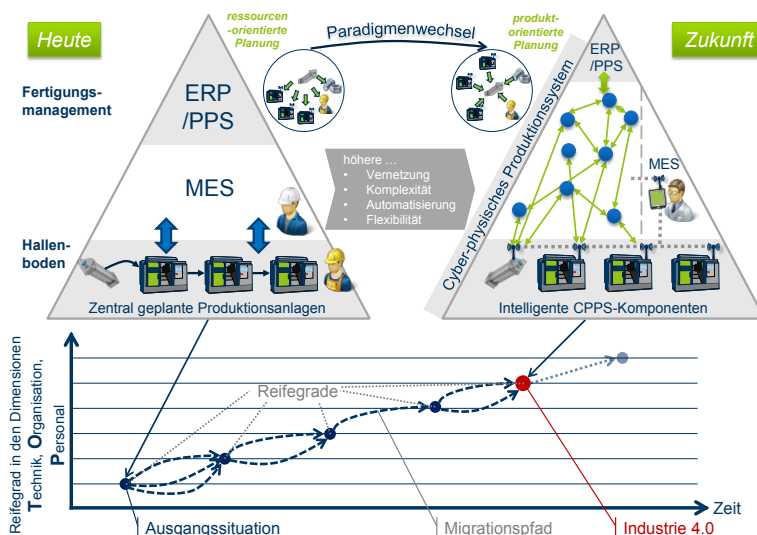 Heute
ressourcen
-orientierte
Planung
Paradigmenwechsel
produkt-
orientierte
Planung
Zukunft
Fertigungs-
management
ERP
/PPS
ERP
/PPS
MES
höhere …
• Vernetzung
• Komplexität
• Automatisierung
• Flexibilität
Cyber-physisches Produktionssystem
MES
Hallen-
boden
Zentral geplante Produktionsanlagen
Intelligente CPPS-Komponenten
Reifegrad in den Dimensionen
Technik, Organisation,
Personal
Reifegrade
Zeit
Ausgangssituation
Migrationspfad
Industrie 4.0